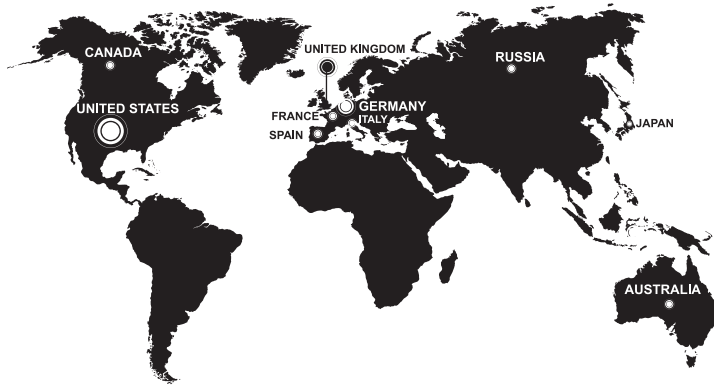 CANADA
UNITED KINGDOM
RUSSIA
UNITED STATES
FRANCE
GERMANY
ITALY
JAPAN
SPAIN
AUSTRALIA